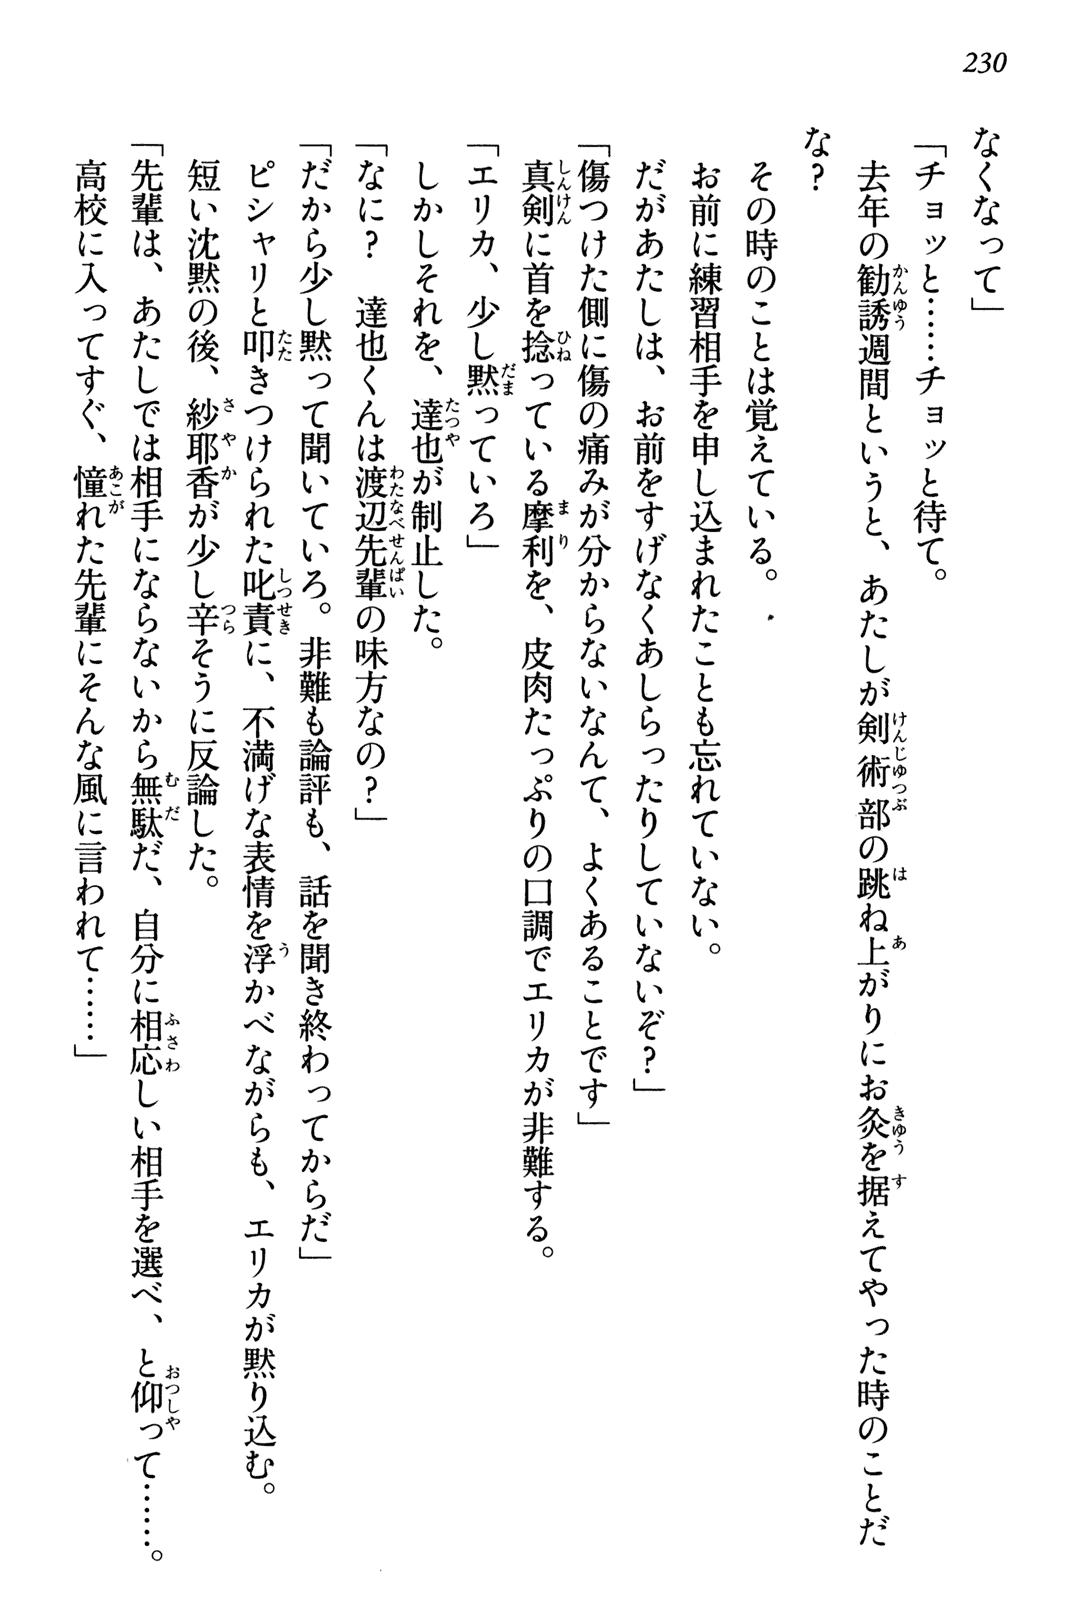 230
なくなって」
「チョッと……チョッと待て。
去年の勧誘週間というと、あたしが剣術部の跳ね上がりにお灸を据えてやった時のことだ
な？
その時のことは覚えている。
お前に練習相手を申し込まれたことも忘れていない。
だがあたしは、お前をすげなくあしらったりしていないぞ？」
「傷つけた側に傷の痛みが分からないなんて、よくあることです」
真剣に首を捻っている摩利を、皮肉たっぷりの口調でエリカが非難する。
「エリカ、少し黙っていろ」
しかしそれを、達也が制止した。
「なに？　達也くんは渡辺先輩の味方なの？」
「だから少し黙って聞いていろ。非難も論評も、話を聞き終わってからだ」
ピシャリと叩きつけられた叱責に、不満げな表情を浮かべながらも、エリカが黙り込む。
短い沈黙の後、紗耶香が少し辛そうに反論した。
「先輩は、あたしでは相手にならないから無駄だ、自分に相応しい相手を選べ、と仰って……。
高校に入ってすぐ、憧れた先輩にそんな風に言われて……」